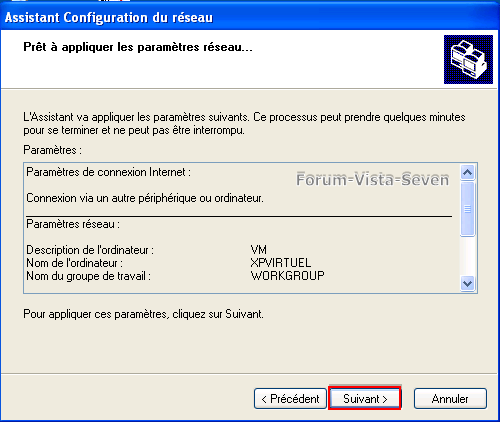 Assistant Configuration du réseau
Prêt à appliquer les paramètres réseau...
L'Assistant va appliquer les paramètres suivants. Ce processus peut prendre quelques minutes
pour se terminer et ne peut pas être interrompu.
Paramètres :
Paramètres de connexion Internet :
Forum-Vista-Seven
Connexion via un autre périphérique ou ordinateur.
Paramètres réseau :
Description de l'ordinateur : VM
Nom de l'ordinateur : XPVIRTUEL
Nom du groupe de travail : WORKGROUP
Pour appliquer ces paramètres, cliquez sur Suivant.
< Précédent Suivant > Annuler